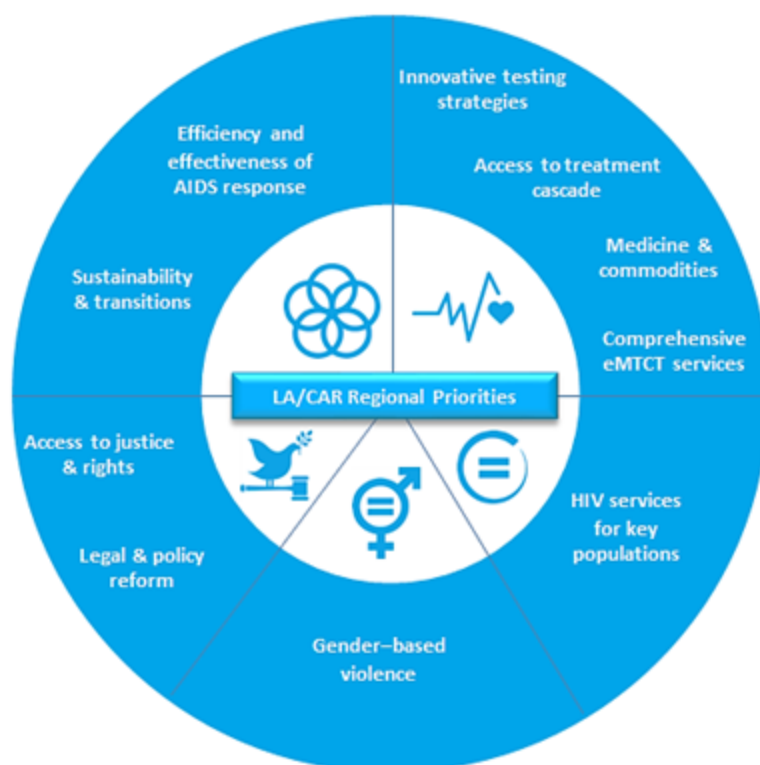 Innovative testing
strategies
Efficiency and
effectiveness of
AIDS response
Access to treatment
cascade
Medicine &
commodities
Sustainability
& transitions
Comprehensive
eMTCT services
LA/CAR Regional Priorities
Access to justice
& rights
HIV services
for key
populations
Legal & policy
reform
Gender–based
violence